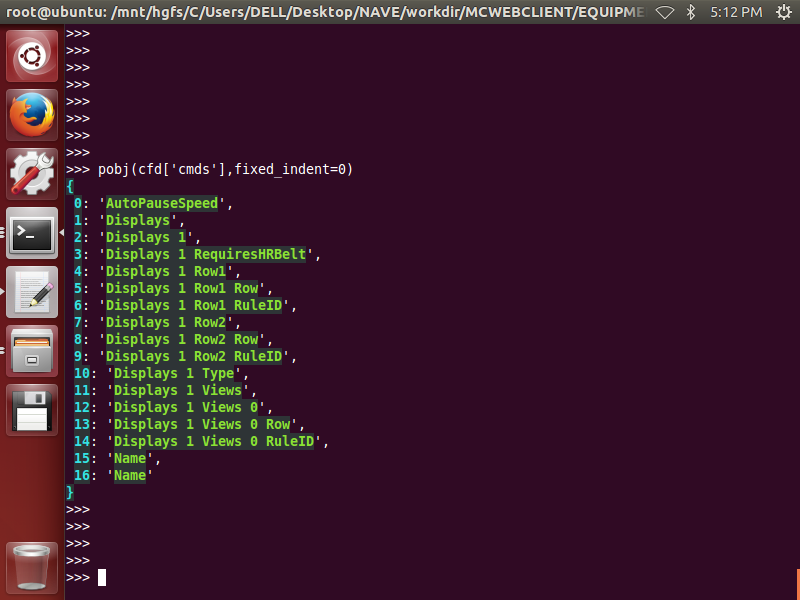 root@ubuntu: /mnt/hgfs/C/Users/DELL/Desktop/NAVE/workdir/MCWEBCLIENT/EQUIPME 5:12 PM
>>>
>>>
>>>
>>>
>>>
>>>
>>>
>>>
>>> pobj(cfd['cmds'],fixed_indent=0)
{
0: 'AutoPauseSpeed',
1: 'Displays',
2: 'Displays 1',
3: 'Displays 1 RequiresHRBelt',
4: 'Displays 1 Row1',
5: 'Displays 1 Row1 Row',
6: 'Displays 1 Row1 RuleID',
7: 'Displays 1 Row2',
8: 'Displays 1 Row2 Row',
9: 'Displays 1 Row2 RuleID',
10: 'Displays 1 Type',
11: 'Displays 1 Views',
12: 'Displays 1 Views 0',
13: 'Displays 1 Views 0 Row',
14: 'Displays 1 Views 0 RuleID',
15: 'Name',
16: 'Name'
}
>>>
>>>
>>>
>>>
>>>